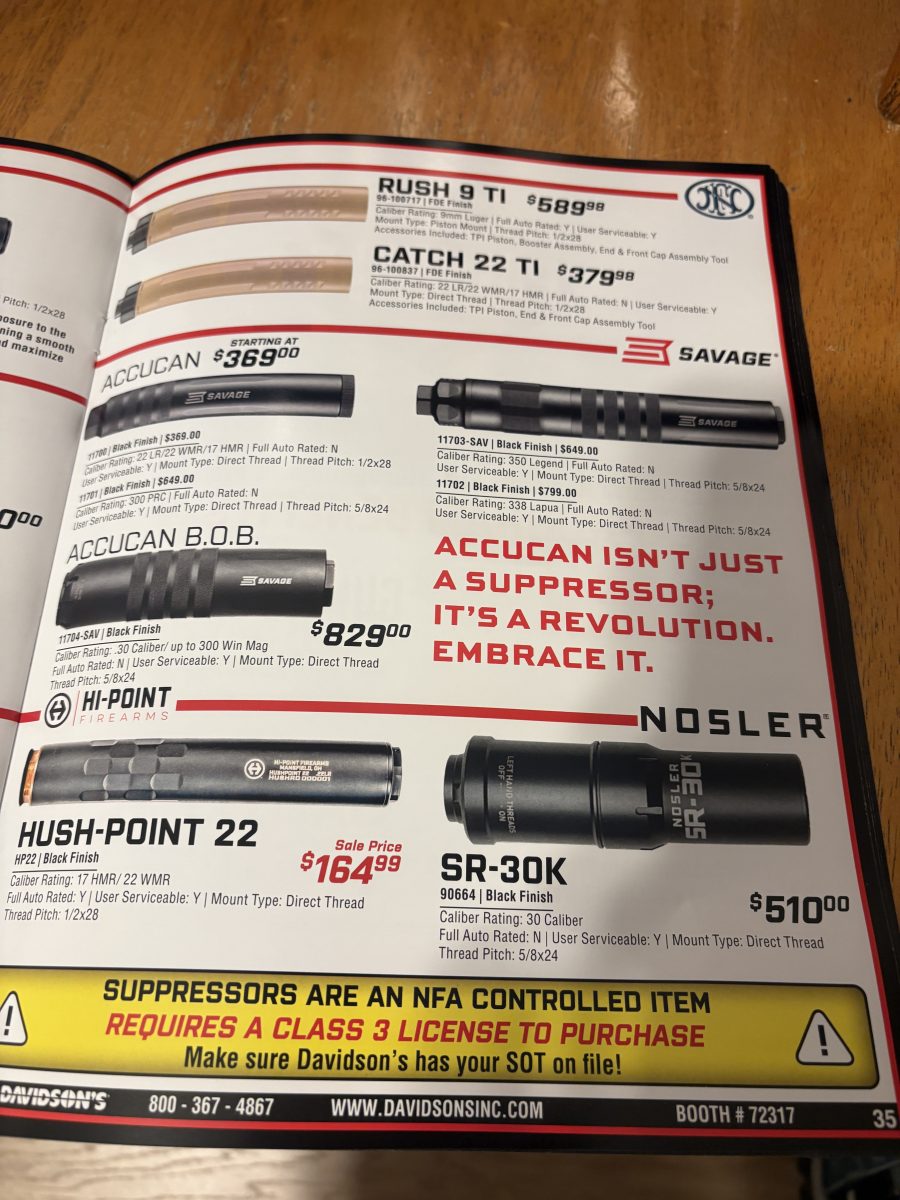 RUSH 9 TI $589⁹⁸
96-100717 | FDE Finish
Caliber Rating: 9mm Luger | Full Auto Rated: Y | User Serviceable: Y
Mount Type: Piston Mount | Thread Pitch: 1/2x28
Accessories Included: TPI Piston, Booster Assembly, End & Front Cap Assembly Tool
FN
CATCH 22 TI $379⁹⁸
96-100837 | FDE Finish
Caliber Rating: 22 LR/22 WMR/17 HMR | Full Auto Rated: N | User Serviceable: Y
Mount Type: Direct Thread | Thread Pitch: 1/2x28
Accessories Included: TPI Piston, End & Front Cap Assembly Tool
Pitch: 1/2x28
posure to the
ning a smooth
nd maximize
0⁰⁰
SAVAGE®
ACCUCAN STARTING AT $369⁰⁰
SAVAGE
11700 | Black Finish | $369.00
Caliber Rating: 22 LR/22 WMR/17 HMR | Full Auto Rated: N
User Serviceable: Y | Mount Type: Direct Thread | Thread Pitch: 1/2x28
11701 | Black Finish | $649.00
Caliber Rating: 300 PRC | Full Auto Rated: N
User Serviceable: Y | Mount Type: Direct Thread | Thread Pitch: 5/8x24
SAVAGE
11703-SAV | Black Finish | $649.00
Caliber Rating: 350 Legend | Full Auto Rated: N
User Serviceable: Y | Mount Type: Direct Thread | Thread Pitch: 5/8x24
11702 | Black Finish | $799.00
Caliber Rating: 338 Lapua | Full Auto Rated: N
User Serviceable: Y | Mount Type: Direct Thread | Thread Pitch: 5/8x24
ACCUCAN B.O.B.
SAVAGE
11704-SAV | Black Finish
$829⁰⁰
Caliber Rating: .30 Caliber/ up to 300 Win Mag
Full Auto Rated: N | User Serviceable: Y | Mount Type: Direct Thread
Thread Pitch: 5/8x24
ACCUCAN ISN'T JUST
A SUPPRESSOR;
IT'S A REVOLUTION.
EMBRACE IT.
HI-POINT
FIREARMS
HI-POINT FIREARMS
MANSFIELD, OH
HUSHPOINT 22 .22LR
HUSHRD 000001
HUSH-POINT 22
HP22 | Black Finish
Sale Price
$164⁹⁹
Caliber Rating: 17 HMR/ 22 WMR
Full Auto Rated: Y | User Serviceable: Y | Mount Type: Direct Thread
Thread Pitch: 1/2x28
NOSLER®
LEFT HAND THREADS
OFF ON
NOSLER
SR-30K
SR-30K
90664 | Black Finish
$510⁰⁰
Caliber Rating: 30 Caliber
Full Auto Rated: N | User Serviceable: Y | Mount Type: Direct Thread
Thread Pitch: 5/8x24
SUPPRESSORS ARE AN NFA CONTROLLED ITEM
REQUIRES A CLASS 3 LICENSE TO PURCHASE
Make sure Davidson's has your SOT on file!
DAVIDSON'S 800 - 367 - 4867 WWW.DAVIDSONSINC.COM BOOTH # 72317 35